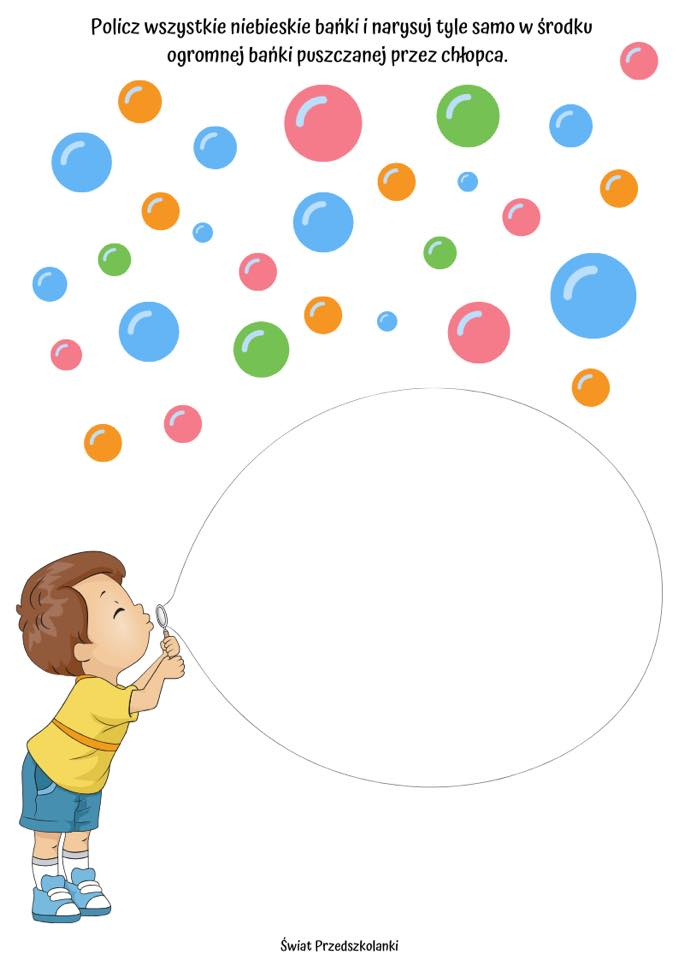 Policz wszystkie niebieskie bańki i narysuj tyle samo w środku
ogromnej bańki puszczanej przez chłopca.
Świat Przedszkolanki